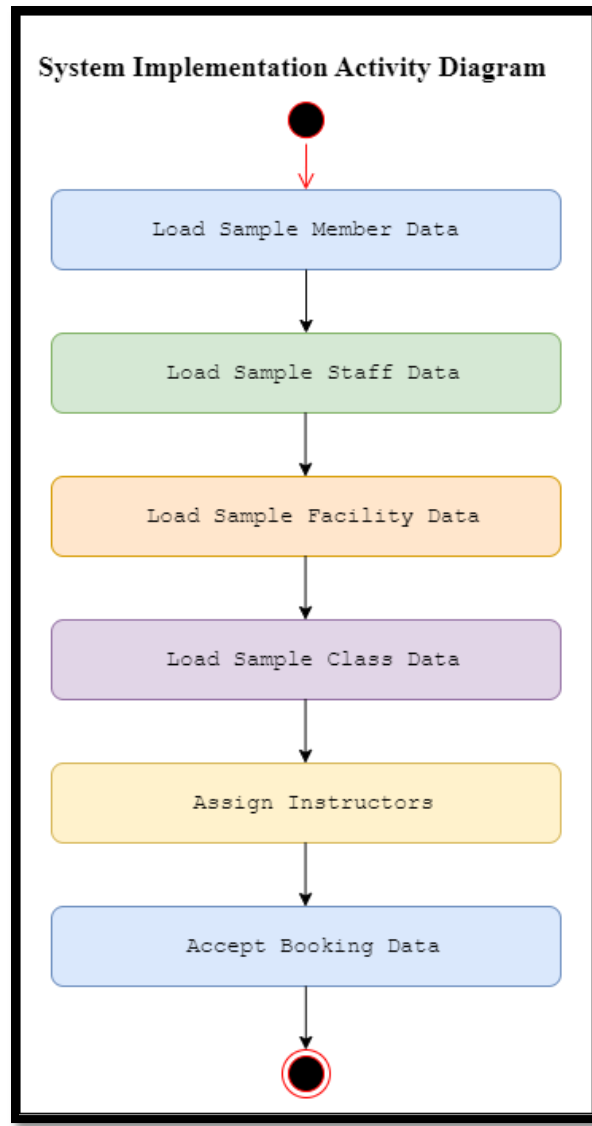 System Implementation Activity Diagram
Load Sample Member Data
Load Sample Staff Data
Load Sample Facility Data
Load Sample Class Data
Assign Instructors
Accept Booking Data